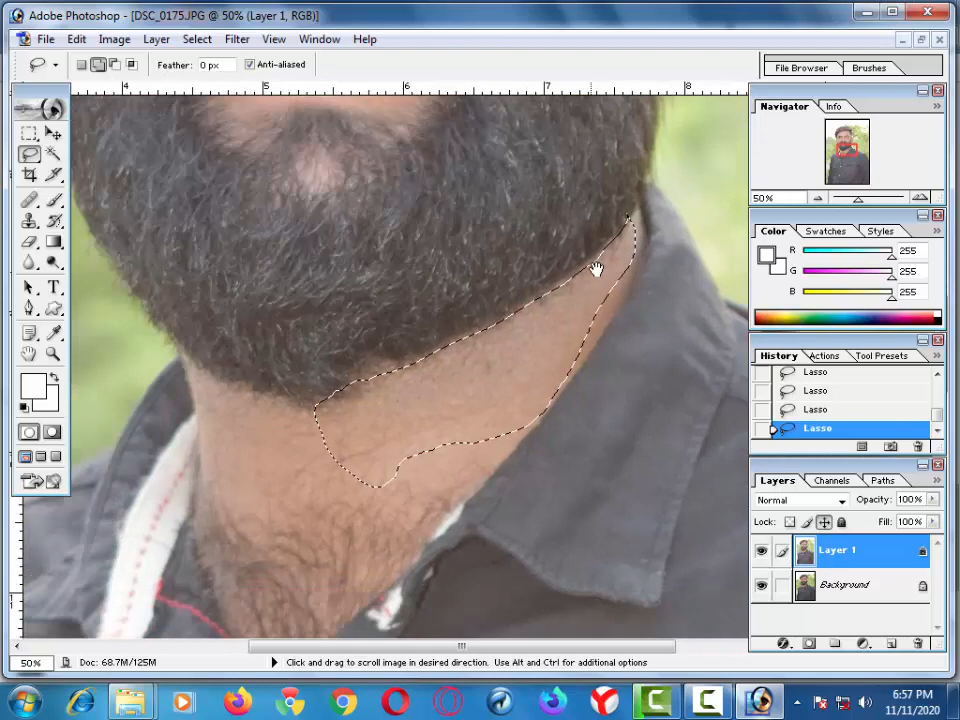 Adobe Photoshop - [DSC_0175.JPG @ 50% (Layer 1, RGB)]
File Edit Image Layer Select Filter View Window Help
Feather: 0 px Anti-aliased
File Browser Brushes
4 5 6 7 8
Navigator Info
50%
Color Swatches Styles
R 255
G 255
B 255
History Actions Tool Presets
Lasso
Lasso
Lasso
Lasso
Layers Channels Paths
Normal Opacity: 100%
Lock: Fill: 100%
Layer 1
Background
50% Doc: 68.7M/125M Click and drag to scroll image in desired direction. Use Alt and Ctrl for additional options
6:57 PM
11/11/2020